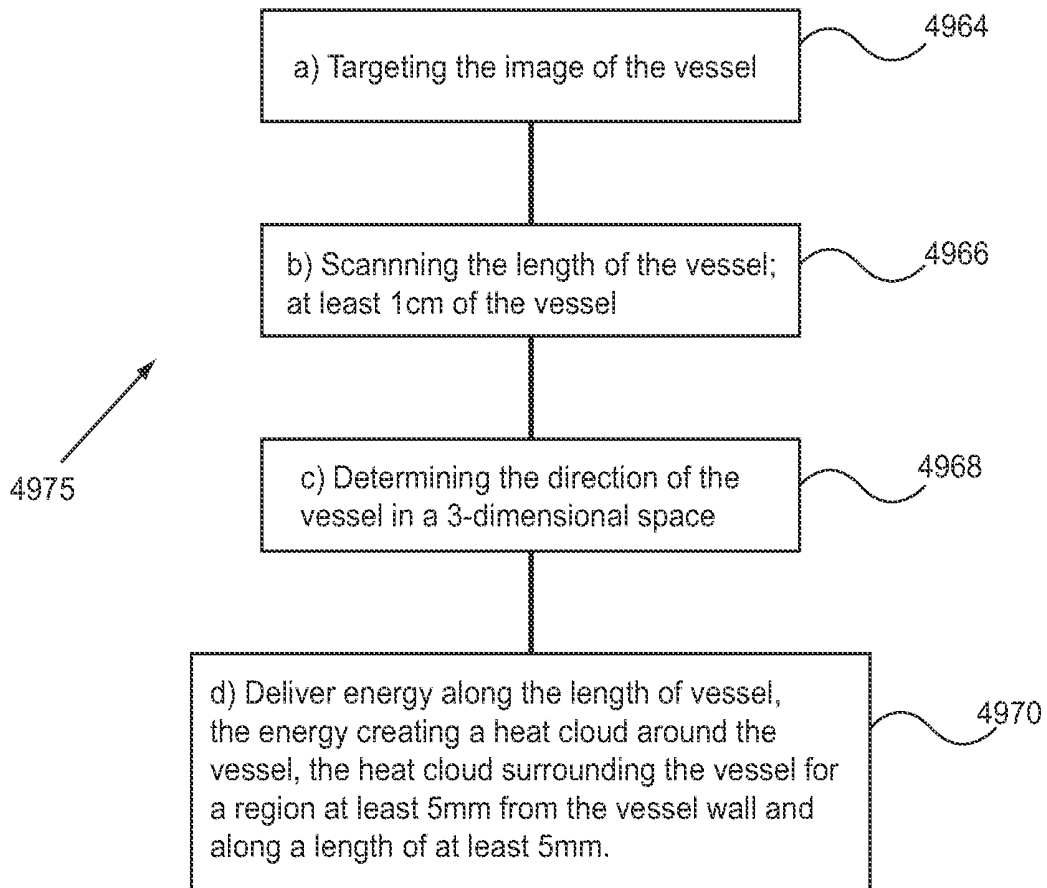 a) Targeting the image of the vessel
4964
b) Scannning the length of the vessel;
at least 1cm of the vessel
4966
c) Determining the direction of the
vessel in a 3-dimensional space
4968
4975
d) Deliver energy along the length of vessel,
the energy creating a heat cloud around the
vessel, the heat cloud surrounding the vessel for
a region at least 5mm from the vessel wall and
along a length of at least 5mm.
4970